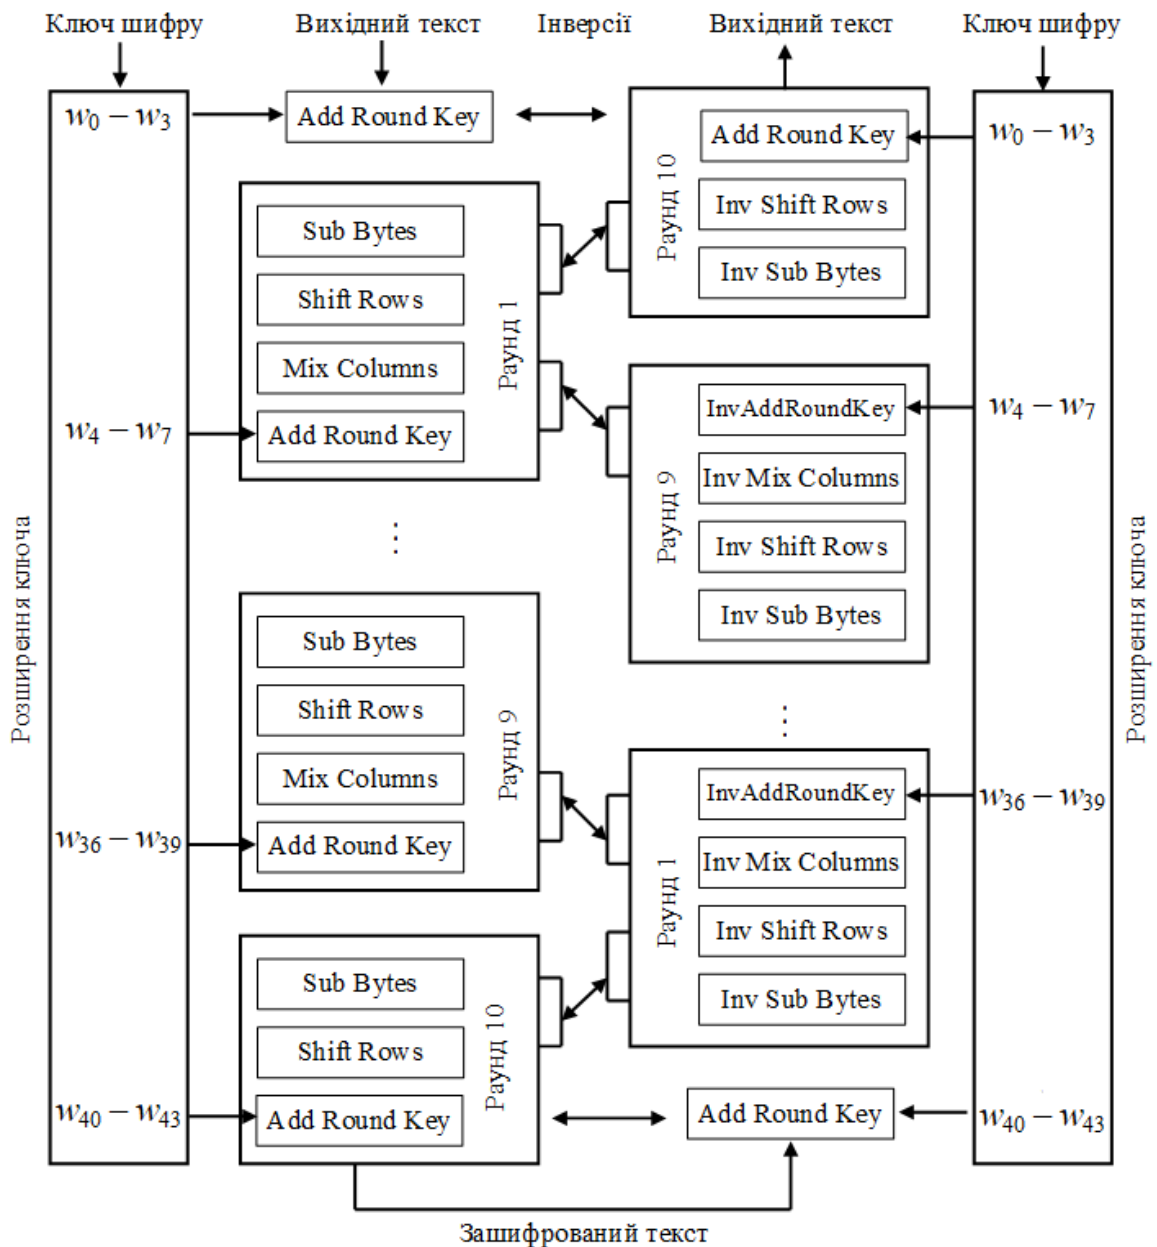 Ключ шифру
Вихідний текст
Інверсії
Вихідний текст
Ключ шифру
w₀ – w₃
Add Round Key
Add Round Key
w₀ – w₃
Раунд 10
Inv Shift Rows
Inv Sub Bytes
Sub Bytes
Shift Rows
Mix Columns
Add Round Key
Раунд 1
w₄ – w₇
InvAddRoundKey
Inv Mix Columns
Inv Shift Rows
Inv Sub Bytes
Раунд 9
w₄ – w₇
Розширення ключа
⋮
Розширення ключа
Sub Bytes
Shift Rows
Mix Columns
Add Round Key
Раунд 9
w₃₆ – w₃₉
⋮
InvAddRoundKey
Inv Mix Columns
Inv Shift Rows
Inv Sub Bytes
Раунд 1
w₃₆ – w₃₉
Sub Bytes
Shift Rows
Add Round Key
Раунд 10
w₄₀ – w₄₃
Add Round Key
w₄₀ – w₄₃
Зашифрований текст